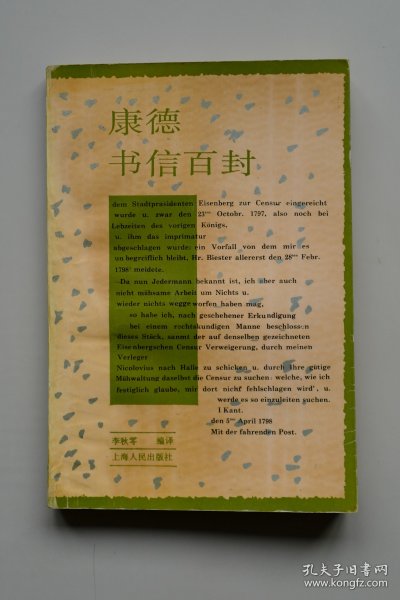 康德
书信百封
dem Stadtpräsidenten Eisenberg zur Censur eingereicht
wurde u. zwar den 23ten Octobr. 1797, also noch bei
Lebzeiten des vorigen Königs,
u. ihm das imprimatur
abgeschlagen wurde; ein Vorfall von dem mir es
unbegreiflich bleibt, Hr. Biester allererst den 28ten Febr.
1798 meldete.
Da nun Jedermann bekannt ist, ich aber auch
nicht mühsame Arbeit um Nichts u.
wieder nichts weggeworfen haben mag,
so habe ich, nach geschehener Erkundigung
bei einem rechtskundigen Manne beschlossen
dieses Stück, sammt der auf denselben gezeichneten
Eisenbergschen Censur Verweigerung, durch meinen
Verleger
Nicolovius nach Halle zu schicken u. durch Ihre gütige
Mühwaltung daselbst die Censur zu suchen; welche, wie ich
festiglich glaube, mir dort nicht fehlschlagen wird, u.
werde es so einzuleiten suchen.
I Kant.
den 5ten April 1798
Mit der fahrenden Post.
李秋零 编译
上海人民出版社
孔夫子旧书网
www.kongfz.com